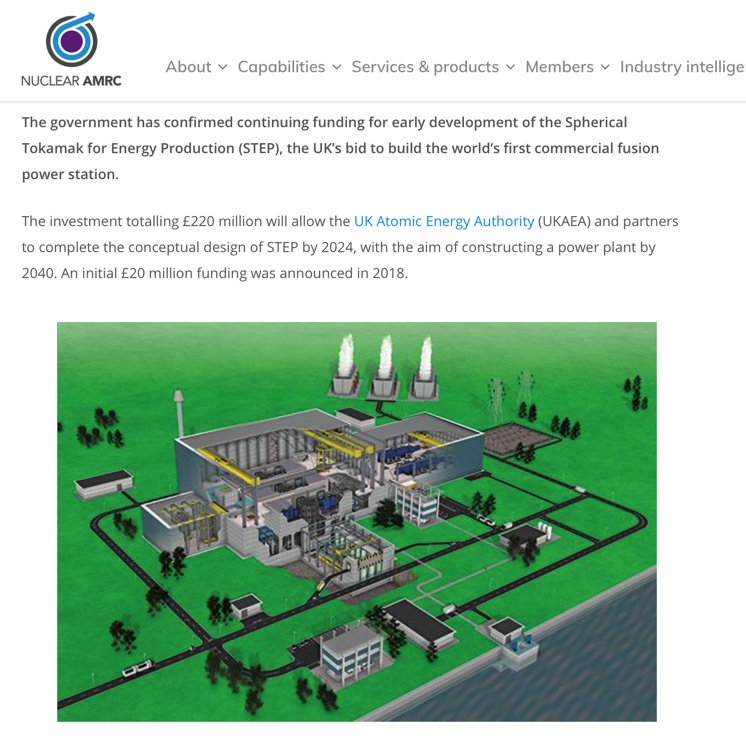 NUCLEAR AMRC
About
Capabilities
Services & products
Members
Industry intellige
The government has confirmed continuing funding for early development of the Spherical
Tokamak for Energy Production (STEP), the UK's bid to build the world's first commercial fusion
power station.
The investment totalling £220 million will allow the UK Atomic Energy Authority (UKAEA) and partners
to complete the conceptual design of STEP by 2024, with the aim of constructing a power plant by
2040. An initial £20 million funding was announced in 2018.